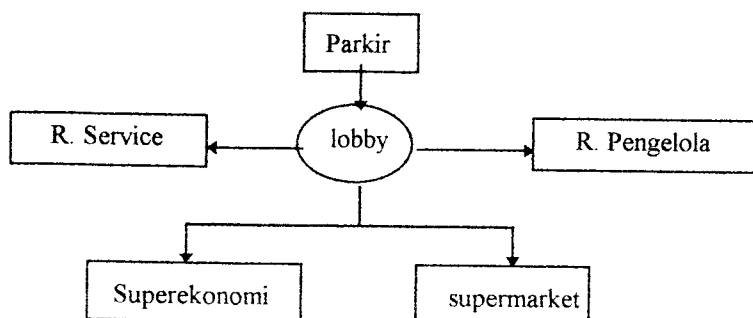 Parkir
R. Service
lobby
R. Pengelola
Superekonomi
supermarket